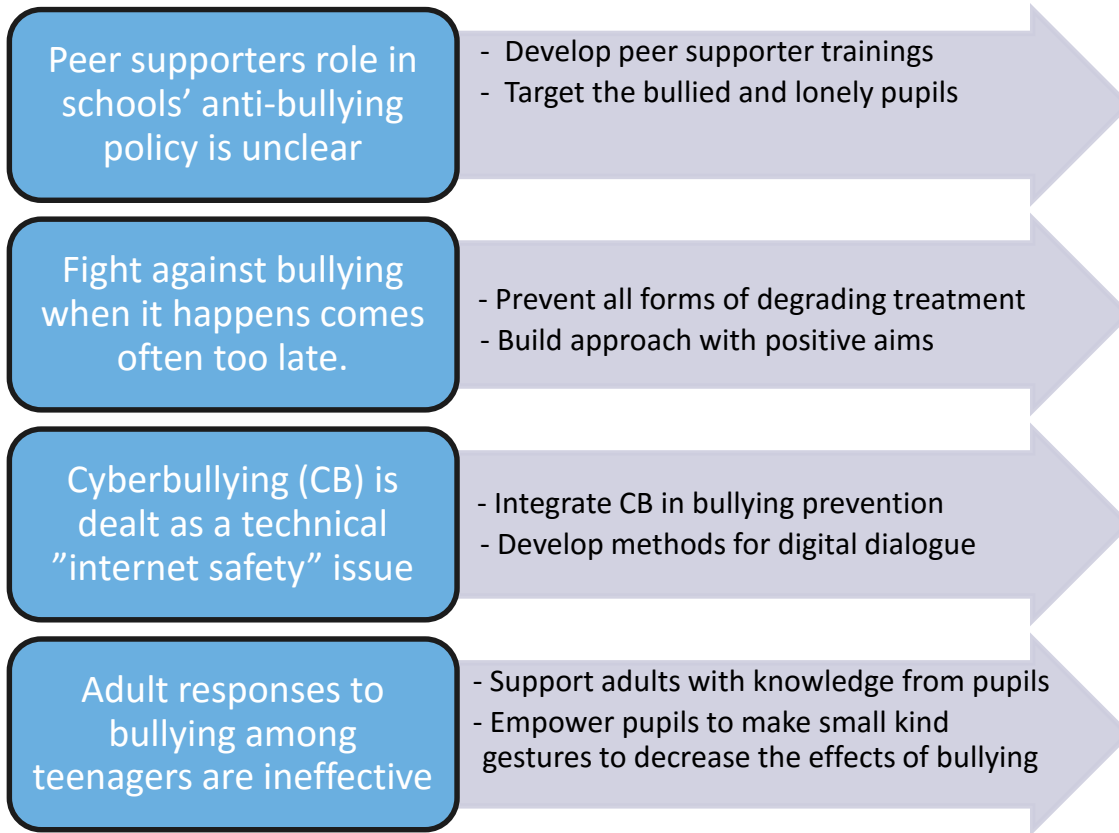 Peer supporters role in
schools’ anti-bullying
policy is unclear
- Develop peer supporter trainings
- Target the bullied and lonely pupils
Fight against bullying
when it happens comes
often too late.
- Prevent all forms of degrading treatment
- Build approach with positive aims
Cyberbullying (CB) is
dealt as a technical
”internet safety” issue
- Integrate CB in bullying prevention
- Develop methods for digital dialogue
Adult responses to
bullying among
teenagers are ineffective
- Support adults with knowledge from pupils
- Empower pupils to make small kind
gestures to decrease the effects of bullying